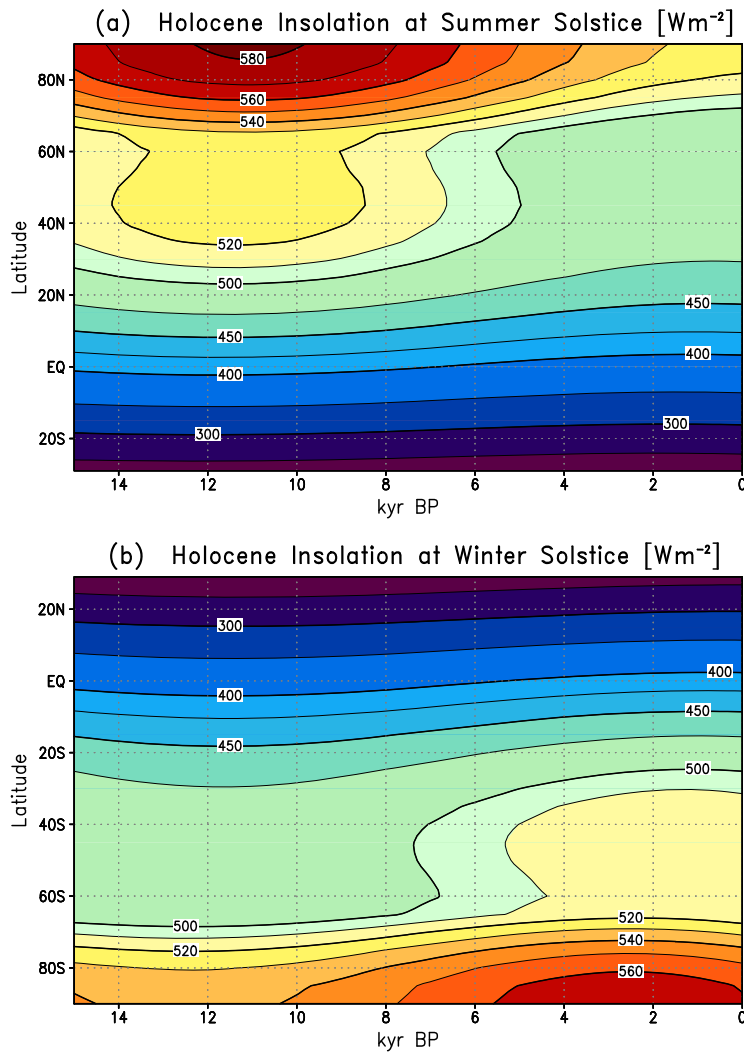 (a) Holocene Insolation at Summer Solstice [Wm⁻²]
580
80N
560
540
60N
Latitude
40N
520
500
20N
450
450
EQ
400
400
300
300
20S
14 12 10 8 6 4 2 0
kyr BP
(b) Holocene Insolation at Winter Solstice [Wm⁻²]
20N
300
EQ
400
400
450
450
20S
500
Latitude
40S
60S
500
520
520
540
80S
560
14 12 10 8 6 4 2 0
kyr BP